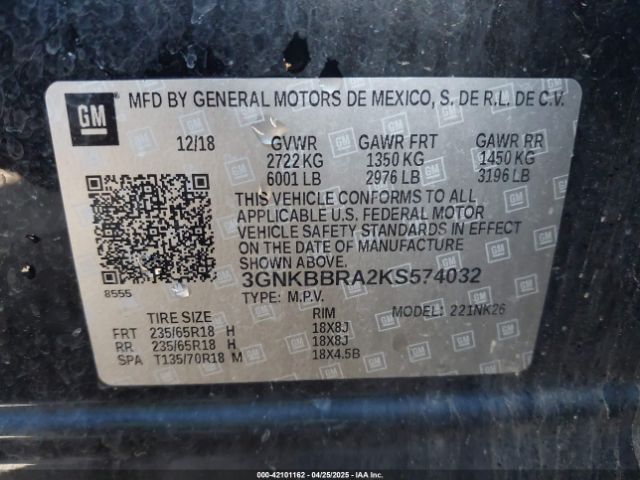 GM
MFD BY GENERAL MOTORS DE MEXICO, S. DE R.L. DE C.V.
12/18 GVWR GAWR FRT GAWR RR
2722 KG 1350 KG 1450 KG
6001 LB 2976 LB 3196 LB
THIS VEHICLE CONFORMS TO ALL
APPLICABLE U.S. FEDERAL MOTOR
VEHICLE SAFETY STANDARDS IN EFFECT
ON THE DATE OF MANUFACTURE
SHOWN ABOVE.
8555
3GNKBBRA2KS574032
TYPE: M.P.V. MODEL: 221NK26
TIRE SIZE RIM
FRT 235/65R18 H 18X8J
RR 235/65R18 H 18X8J
SPA T135/70R18 M 18X4.5B
000-42101162 - 04/25/2025 - IAA Inc.